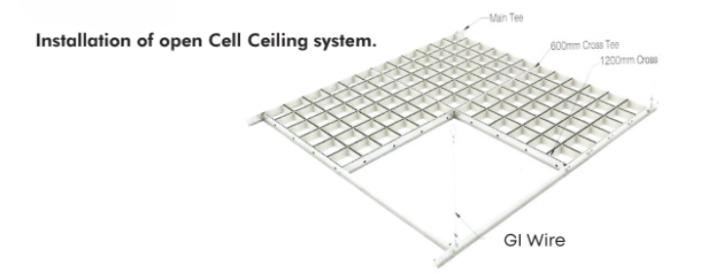 Installation of open Cell Ceiling system.
Main Tee
600mm Cross Tee
1200mm Cross
GI Wire